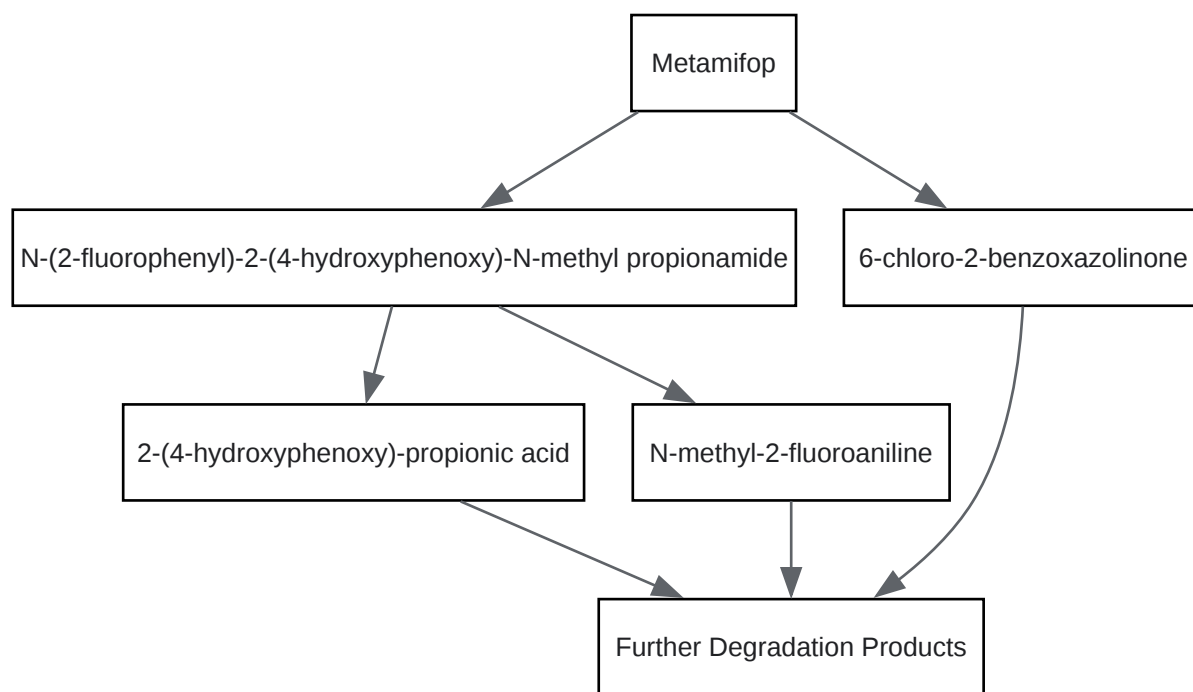 Metamifop
N-(2-fluorophenyl)-2-(4-hydroxyphenoxy)-N-methyl propionamide
6-chloro-2-benzoxazolinone
2-(4-hydroxyphenoxy)-propionic acid
N-methyl-2-fluoroaniline
Further Degradation Products